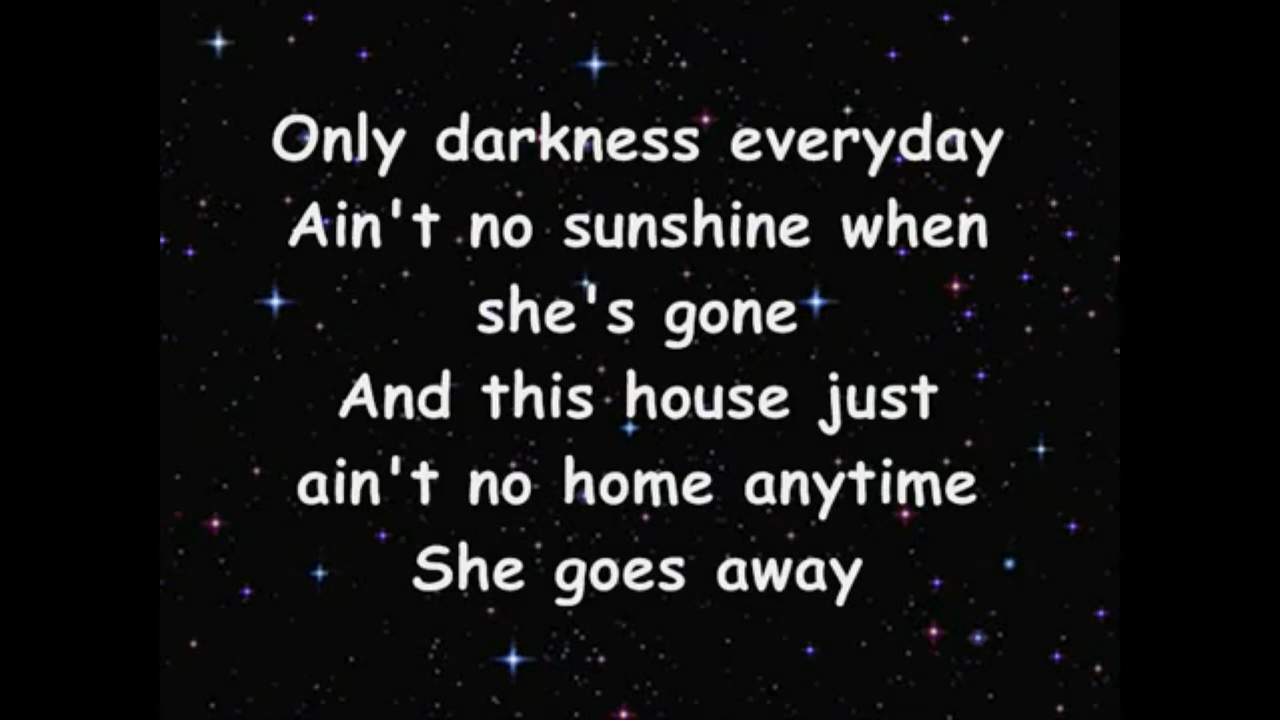 Only darkness everyday
Ain't no sunshine when
she's gone
And this house just
ain't no home anytime
She goes away